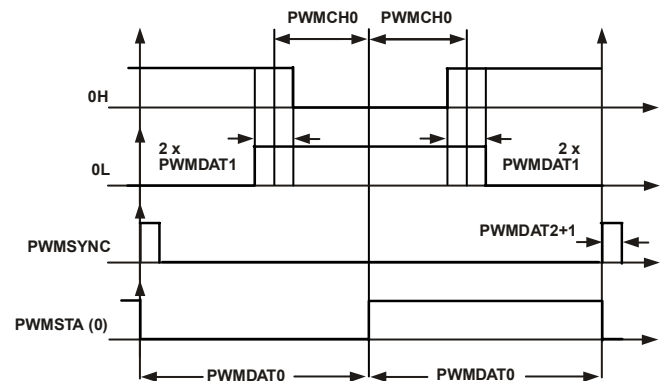 PWMCH0 PWMCH0
0H
2 x
PWMDAT1
2 x
PWMDAT1
0L
PWMSYNC
PWMDAT2+1
PWMSTA (0)
PWMDAT0 PWMDAT0